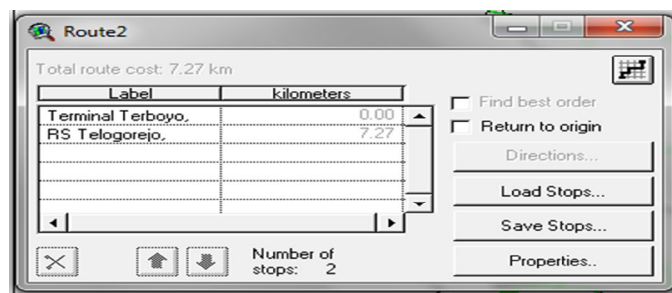 Route2
Total route cost: 7.27 km
Label kilometers
Terminal Terboyo, 0.00
RS Telogorejo, 7.27
Number of
stops: 2
Find best order
Return to origin
Directions...
Load Stops...
Save Stops...
Properties..